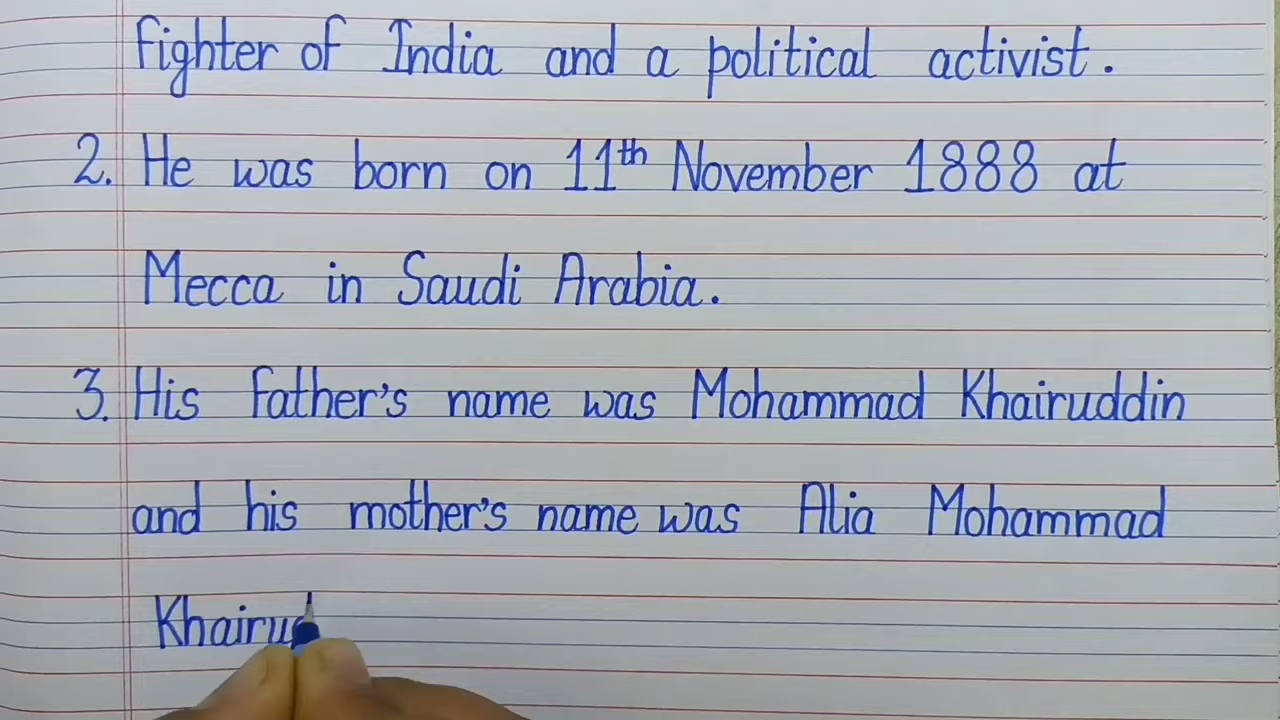 fighter of India and a political activist.
2. He was born on 11th November 1888 at
Mecca in Saudi Arabia.
3. His father's name was Mohammad Khairuddin
and his mother's name was Alia Mohammad
Khairud